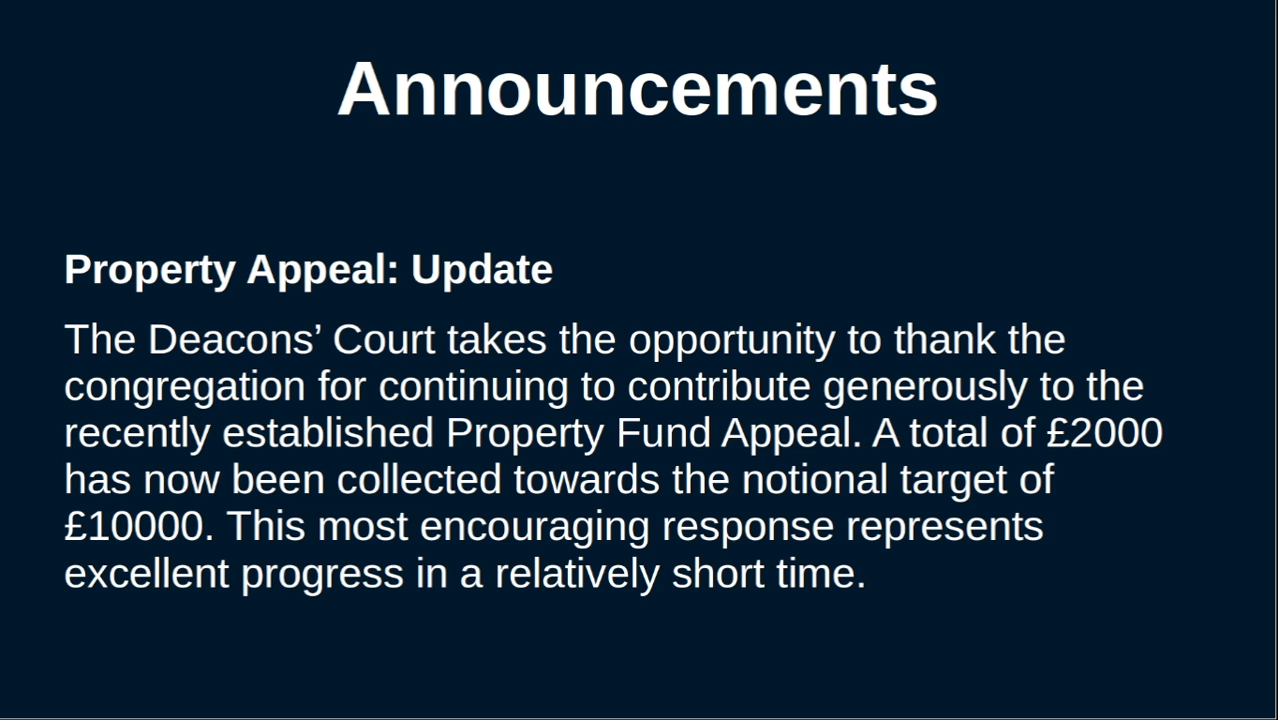 Announcements
Property Appeal: Update
The Deacons’ Court takes the opportunity to thank the
congregation for continuing to contribute generously to the
recently established Property Fund Appeal. A total of £2000
has now been collected towards the notional target of
£10000. This most encouraging response represents
excellent progress in a relatively short time.